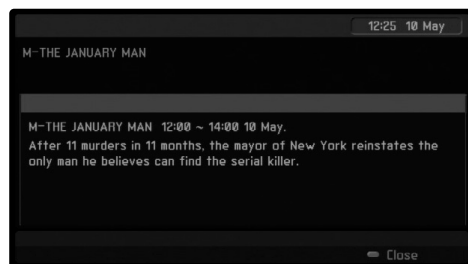 12:25 10 May
M-THE JANUARY MAN
M-THE JANUARY MAN 12:00 ~ 14:00 10 May.
After 11 murders in 11 months, the mayor of New York reinstates the
only man he believes can find the serial killer.
Close